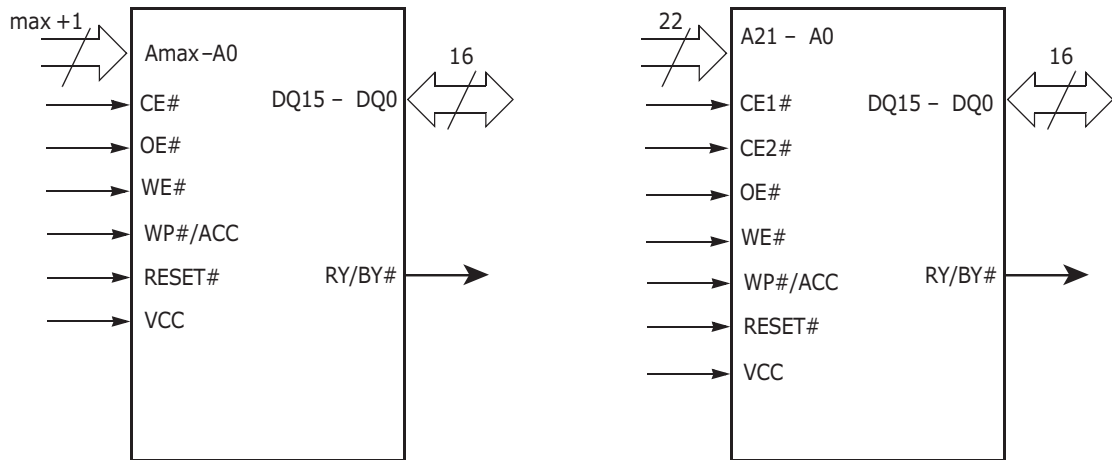 max +1
Amax–A0
CE#
OE#
WE#
WP#/ACC
RESET#
VCC
16
DQ15 – DQ0
RY/BY#
22
A21 – A0
CE1#
CE2#
OE#
WE#
WP#/ACC
RESET#
VCC
16
DQ15 – DQ0
RY/BY#